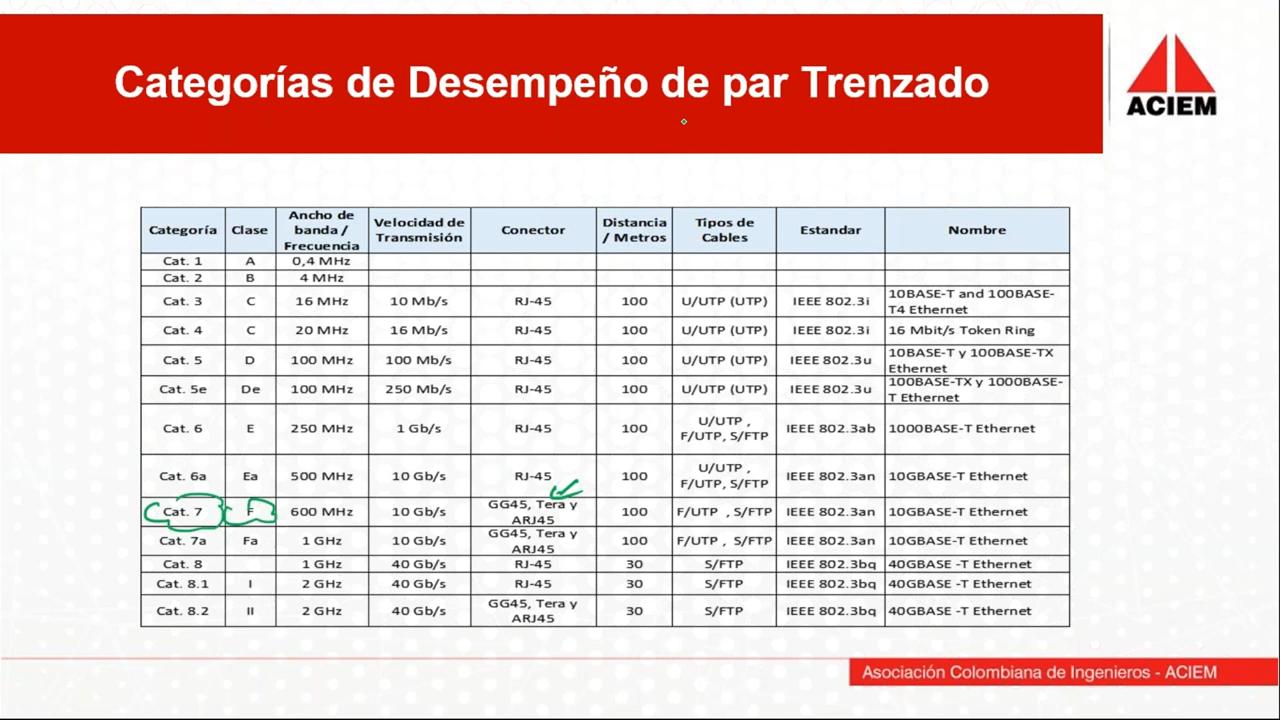 Categorías de Desempeño de par Trenzado
ACIEM
Categoría Clase Ancho de banda / Frecuencia Velocidad de Transmisión Conector Distancia / Metros Tipos de Cables Estandar Nombre
Cat. 1 A 0,4 MHz
Cat. 2 B 4 MHz
Cat. 3 C 16 MHz 10 Mb/s RJ-45 100 U/UTP (UTP) IEEE 802.3i 10BASE-T and 100BASE-T4 Ethernet
Cat. 4 C 20 MHz 16 Mb/s RJ-45 100 U/UTP (UTP) IEEE 802.3i 16 Mbit/s Token Ring
Cat. 5 D 100 MHz 100 Mb/s RJ-45 100 U/UTP (UTP) IEEE 802.3u 10BASE-T y 100BASE-TX Ethernet
Cat. 5e De 100 MHz 250 Mb/s RJ-45 100 U/UTP (UTP) IEEE 802.3u 100BASE-TX y 1000BASE-T Ethernet
Cat. 6 E 250 MHz 1 Gb/s RJ-45 100 U/UTP , F/UTP, S/FTP IEEE 802.3ab 1000BASE-T Ethernet
Cat. 6a Ea 500 MHz 10 Gb/s RJ-45 100 U/UTP , F/UTP, S/FTP IEEE 802.3an 10GBASE-T Ethernet
Cat. 7 F 600 MHz 10 Gb/s GG45, Tera y ARJ45 100 F/UTP , S/FTP IEEE 802.3an 10GBASE-T Ethernet
Cat. 7a Fa 1 GHz 10 Gb/s GG45, Tera y ARJ45 100 F/UTP , S/FTP IEEE 802.3an 10GBASE-T Ethernet
Cat. 8 1 GHz 40 Gb/s RJ-45 30 S/FTP IEEE 802.3bq 40GBASE -T Ethernet
Cat. 8.1 I 2 GHz 40 Gb/s RJ-45 30 S/FTP IEEE 802.3bq 40GBASE -T Ethernet
Cat. 8.2 II 2 GHz 40 Gb/s GG45, Tera y ARJ45 30 S/FTP IEEE 802.3bq 40GBASE -T Ethernet
Asociación Colombiana de Ingenieros - ACIEM